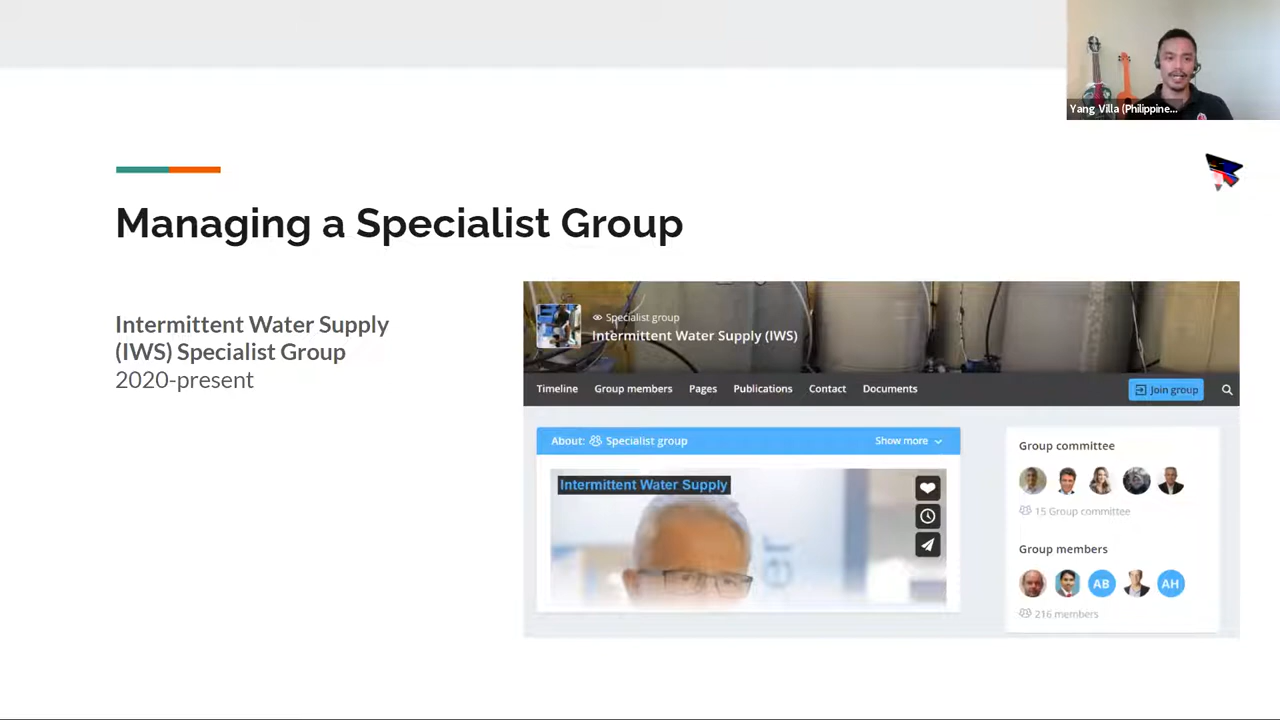 Yang Villa (Philippine...
Managing a Specialist Group
Intermittent Water Supply
(IWS) Specialist Group
2020-present
Specialist group
Intermittent Water Supply (IWS)
Timeline Group members Pages Publications Contact Documents Join group
About: Specialist group Show more
Intermittent Water Supply
Group committee
15 Group committee
Group members
AB AH
216 members